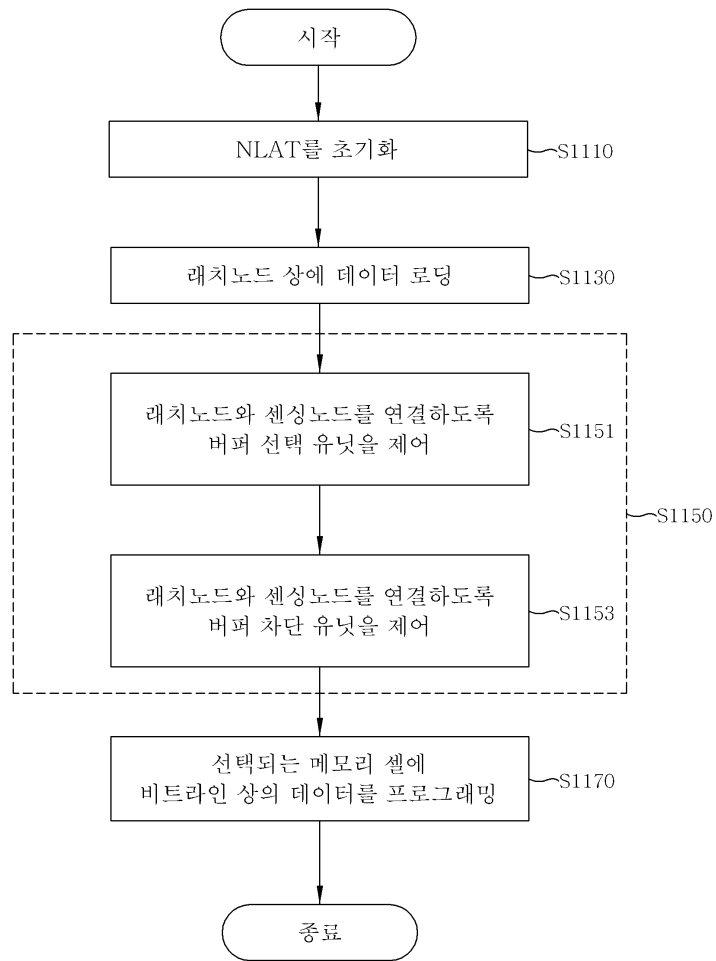 시작
NLAT를 초기화
S1110
래치노드 상에 데이터 로딩
S1130
래치노드와 센싱노드를 연결하도록
버퍼 선택 유닛을 제어
S1151
S1150
래치노드와 센싱노드를 연결하도록
버퍼 차단 유닛을 제어
S1153
선택되는 메모리 셀에
비트라인 상의 데이터를 프로그래밍
S1170
종료